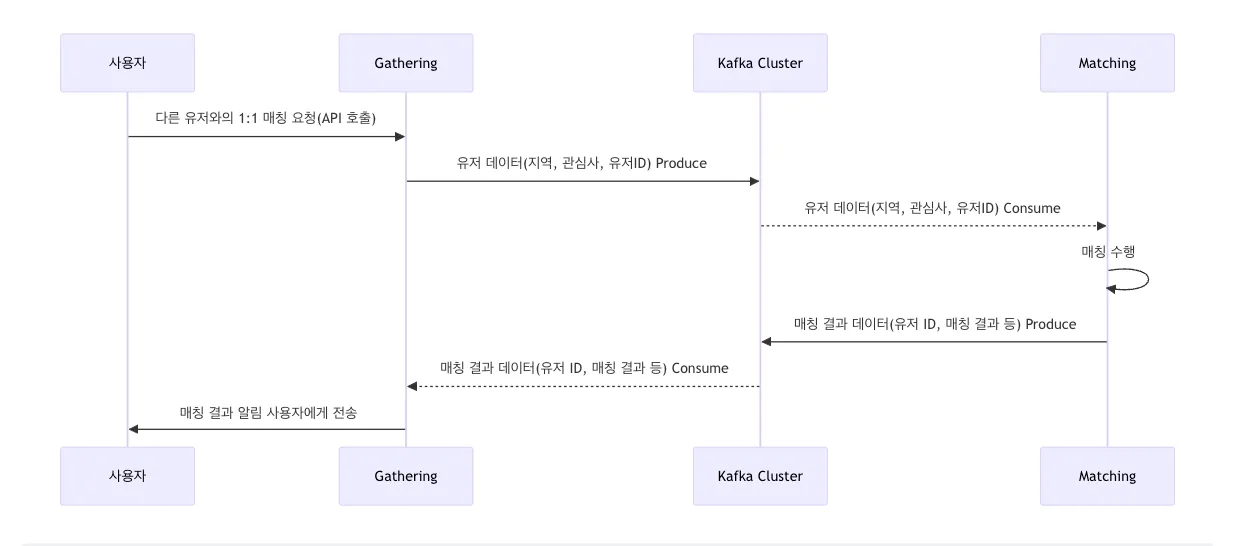 사용자
Gathering
Kafka Cluster
Matching
다른 유저와의 1:1 매칭 요청(API 호출)
유저 데이터(지역, 관심사, 유저ID) Produce
유저 데이터(지역, 관심사, 유저ID) Consume
매칭 수행
매칭 결과 데이터(유저 ID, 매칭 결과 등) Produce
매칭 결과 데이터(유저 ID, 매칭 결과 등) Consume
매칭 결과 알림 사용자에게 전송
사용자
Gathering
Kafka Cluster
Matching